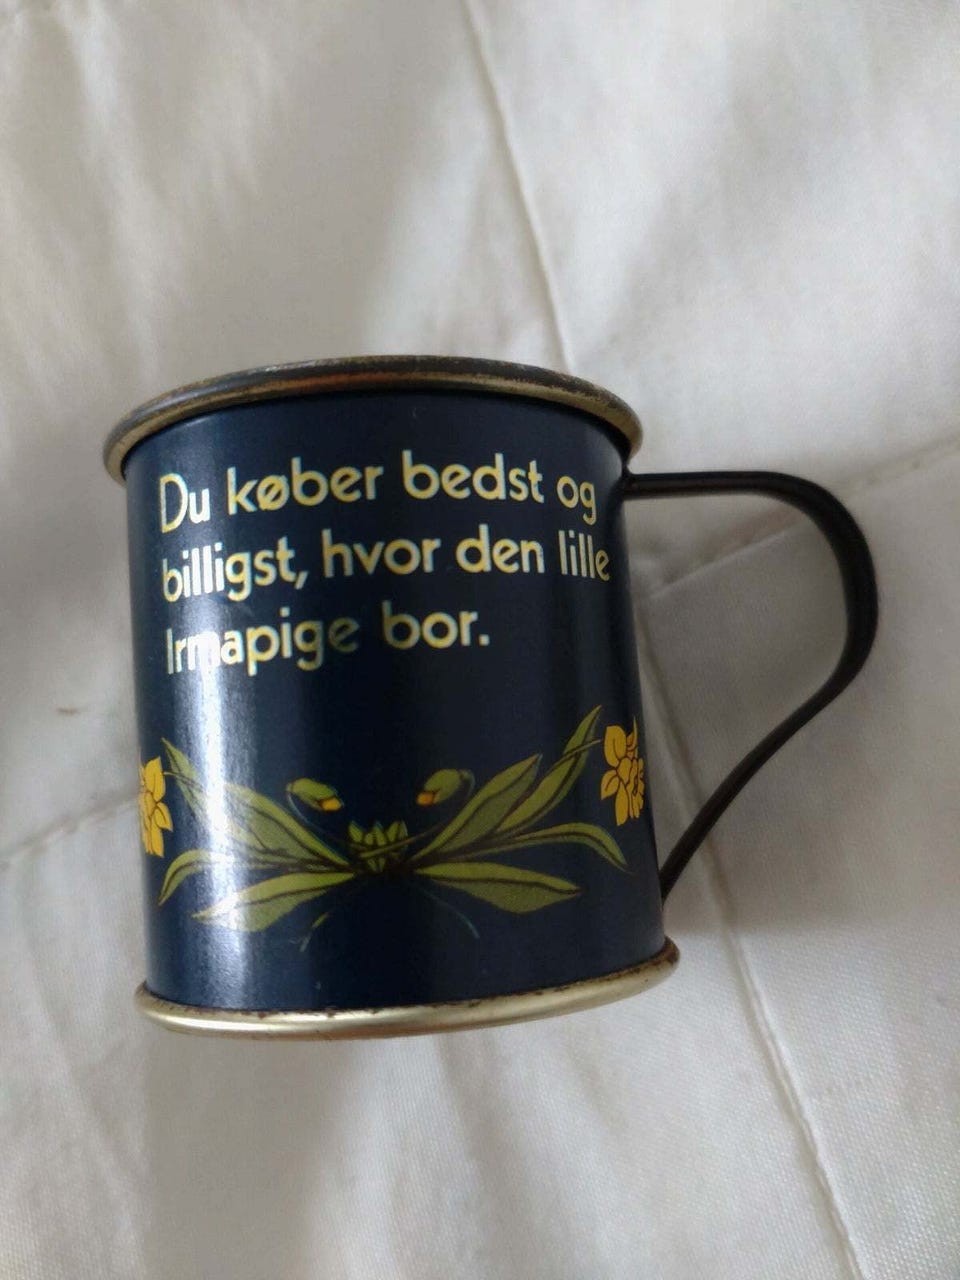 Du køber bedst og
billigst, hvor den lille
Irmapige bor.